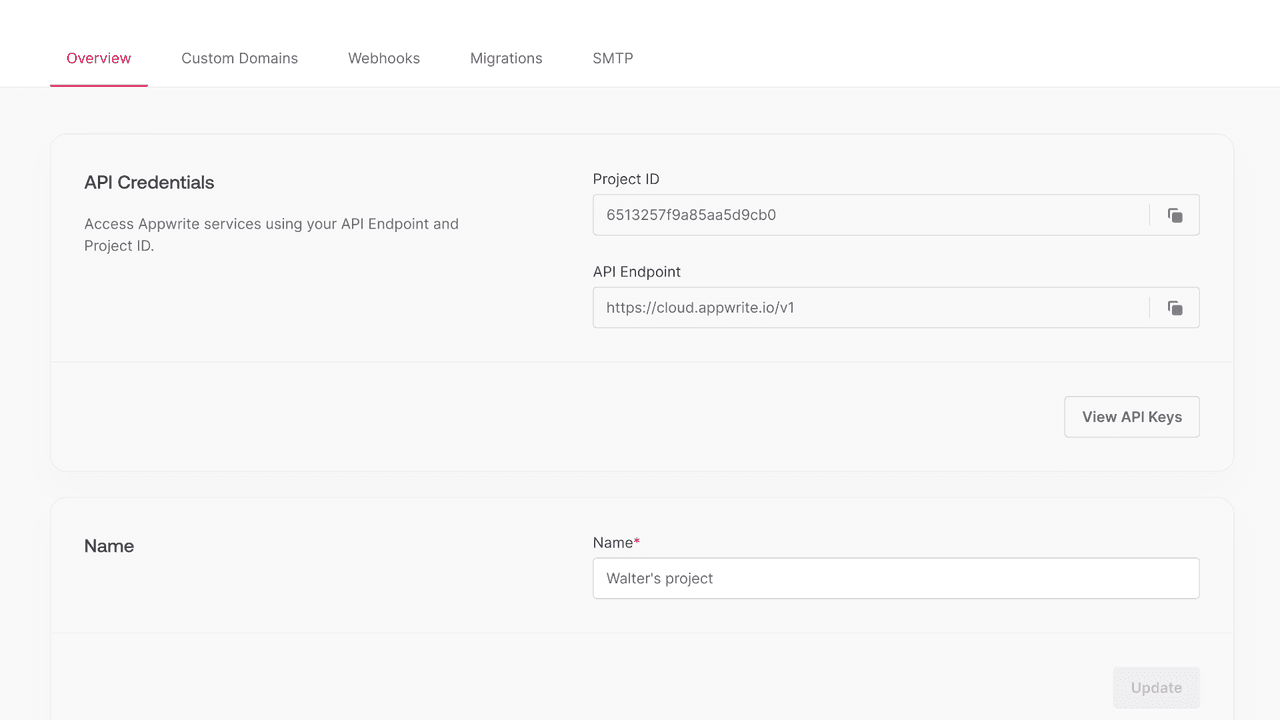 Overview
Custom Domains
Webhooks
Migrations
SMTP
API Credentials
Access Appwrite services using your API Endpoint and
Project ID.
Project ID
6513257f9a85aa5d9cb0
API Endpoint
https://cloud.appwrite.io/v1
View API Keys
Name
Name*
Walter's project
Update